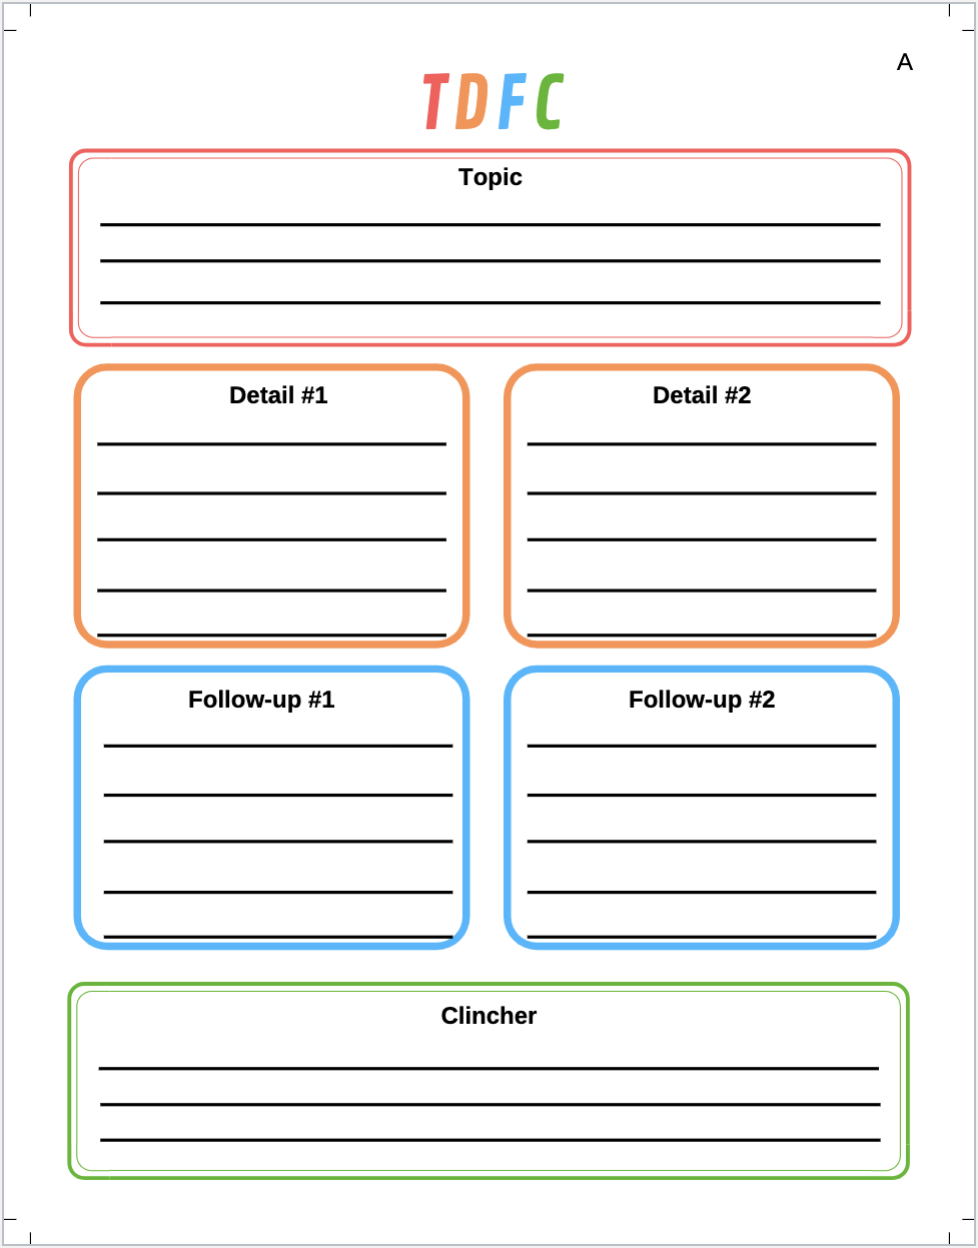 A
TDFC
Topic
Detail #1
Detail #2
Follow-up #1
Follow-up #2
Clincher